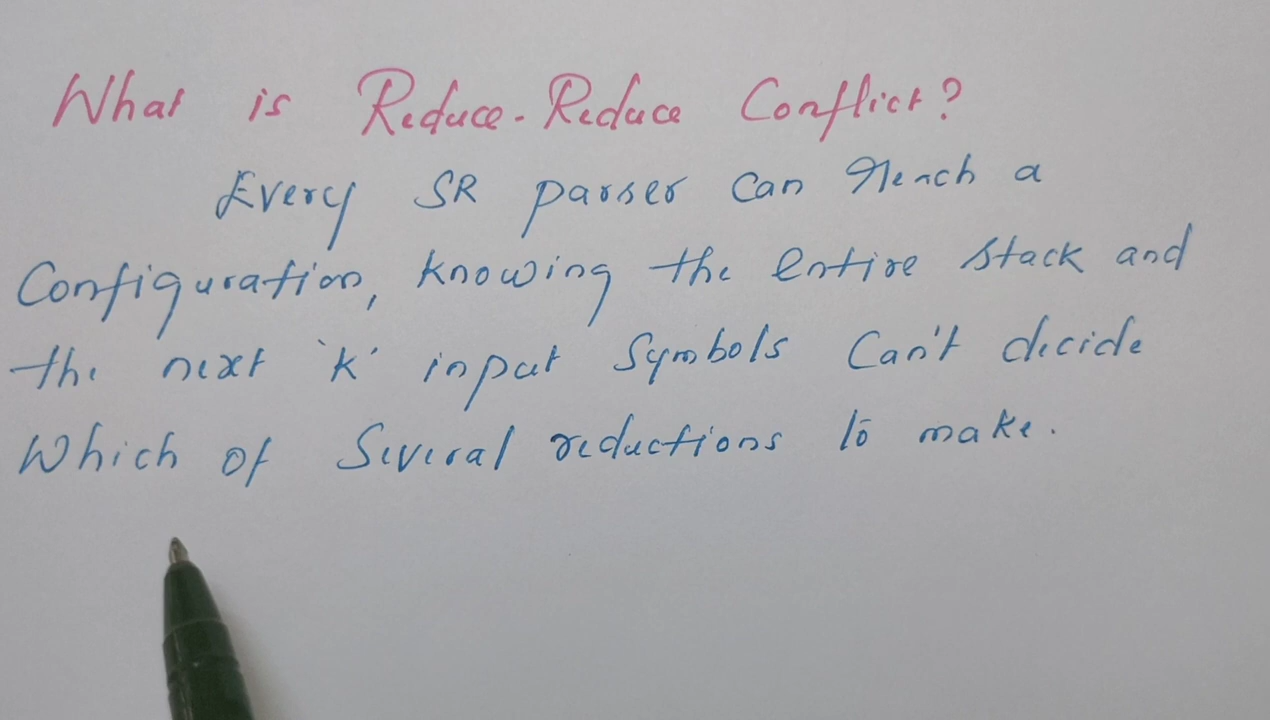 What is Reduce-Reduce Conflict?
Every SR parser can reach a
Configuration, knowing the entire stack and
the next 'k' input symbols can't decide
which of several reductions to make.